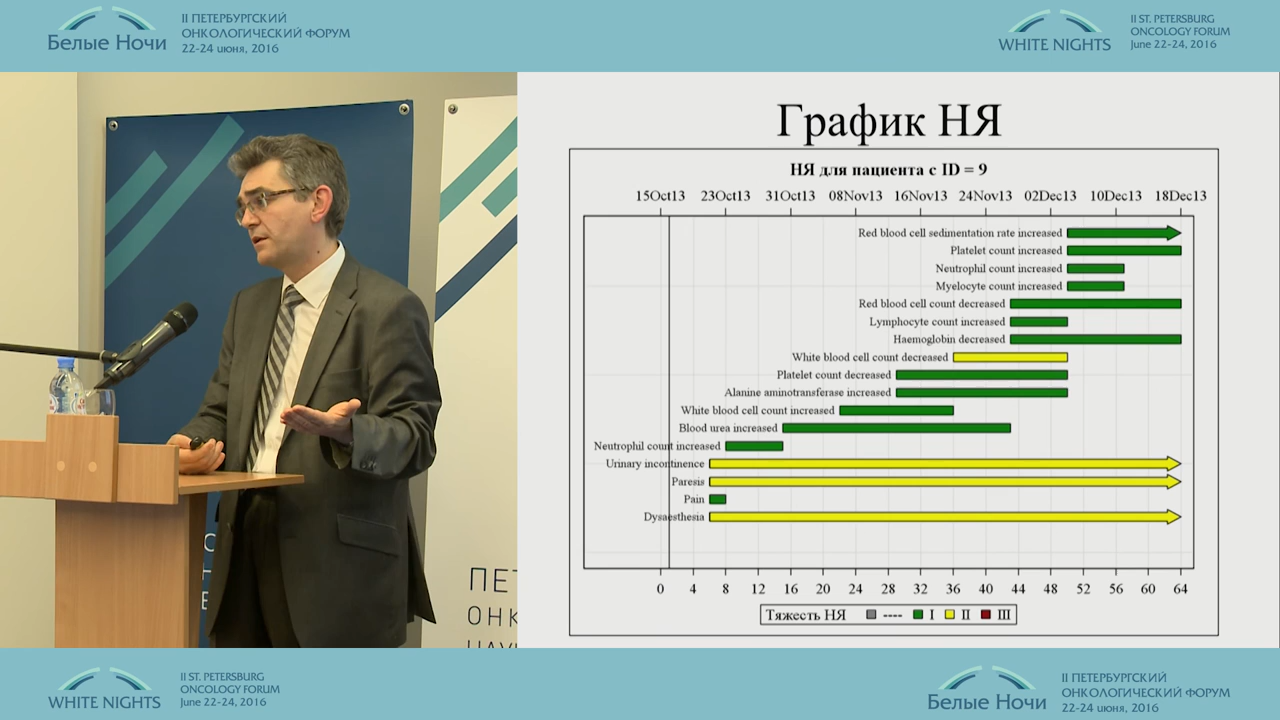 Белые Ночи
II ПЕТЕРБУРГСКИЙ
ОНКОЛОГИЧЕСКИЙ ФОРУМ
22-24 июня, 2016
WHITE NIGHTS
II ST. PETERSBURG
ONCOLOGY FORUM
June 22-24, 2016
График НЯ
НЯ для пациента с ID = 9
15Oct13 23Oct13 31Oct13 08Nov13 16Nov13 24Nov13 02Dec13 10Dec13 18Dec13
Red blood cell sedimentation rate increased
Platelet count increased
Neutrophil count increased
Myelocyte count increased
Red blood cell count decreased
Lymphocyte count increased
Haemoglobin decreased
White blood cell count decreased
Platelet count decreased
Alanine aminotransferase increased
White blood cell count increased
Blood urea increased
Neutrophil count increased
Urinary incontinence
Paresis
Pain
Dysaesthesia
0 4 8 12 16 20 24 28 32 36 40 44 48 52 56 60 64
Тяжесть НЯ ---- I II III
ПЕТ
ОНК
WHITE NIGHTS
II ST. PETERSBURG
ONCOLOGY FORUM
June 22-24, 2016
Белые Ночи
II ПЕТЕРБУРГСКИЙ
ОНКОЛОГИЧЕСКИЙ ФОРУМ
22-24 июня, 2016